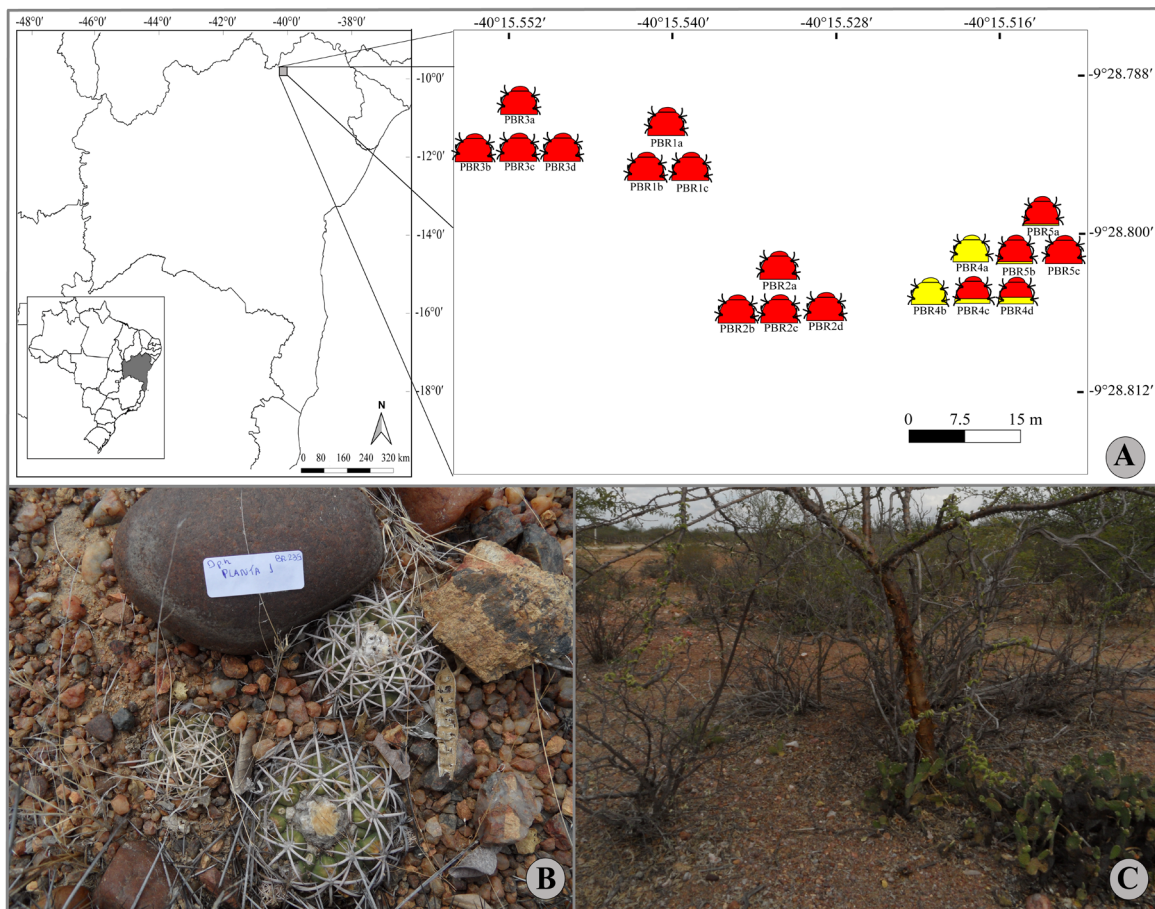 -48°0′ -46°0′ -44°0′ -42°0′ -40°0′ -38°0′
-40°15.552′ -40°15.540′ -40°15.528′ -40°15.516′
-10°0′
-12°0′
-14°0′
-16°0′
-18°0′
-9°28.788′
-9°28.800′
-9°28.812′
PBR3a
PBR3b PBR3c PBR3d
PBR1a
PBR1b PBR1c
PBR2a
PBR2b PBR2c PBR2d
PBR5a
PBR4a PBR5b PBR5c
PBR4b PBR4c PBR4d
N
0 80 160 240 320 km
0 7.5 15 m
A
D.p.h BR 235
PLANTA 1
B
C